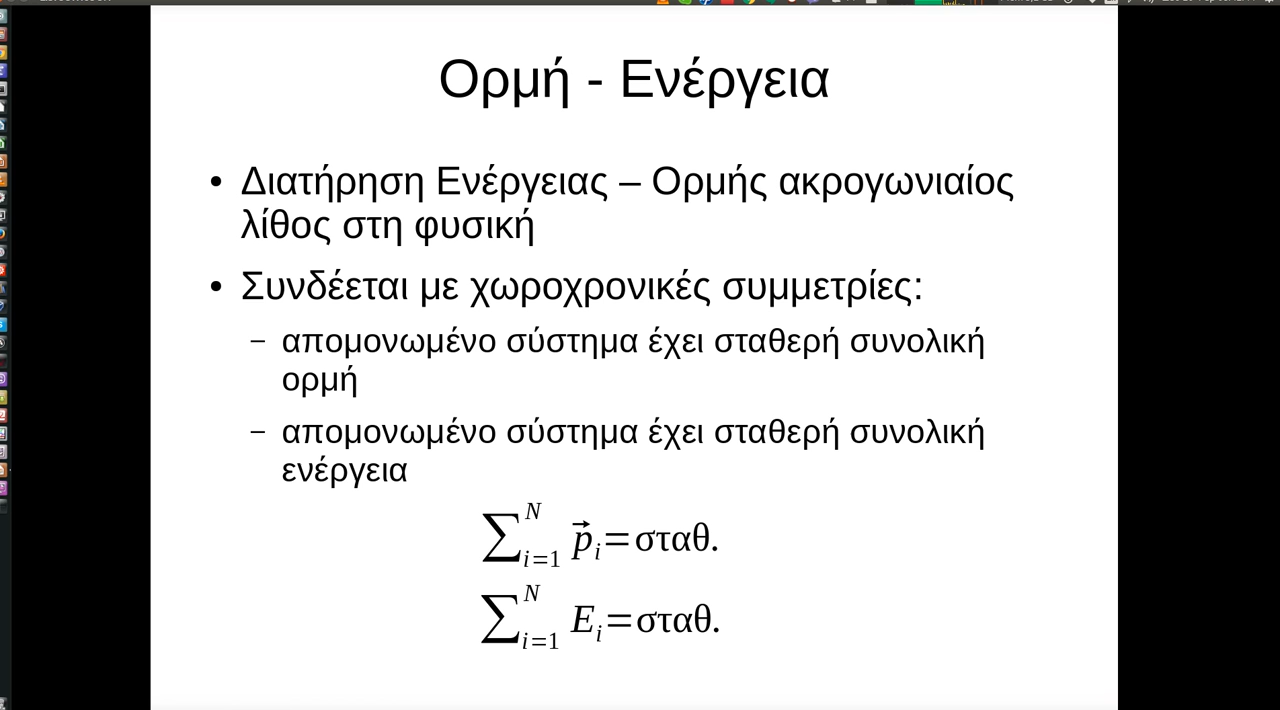 Ορμή - Ενέργεια
• Διατήρηση Ενέργειας – Ορμής ακρογωνιαίος
λίθος στη φυσική
• Συνδέεται με χωροχρονικές συμμετρίες:
– απομονωμένο σύστημα έχει σταθερή συνολική
ορμή
– απομονωμένο σύστημα έχει σταθερή συνολική
ενέργεια
∑_{i=1}^{N} p⃗_i=σταθ.
∑_{i=1}^{N} E_i=σταθ.